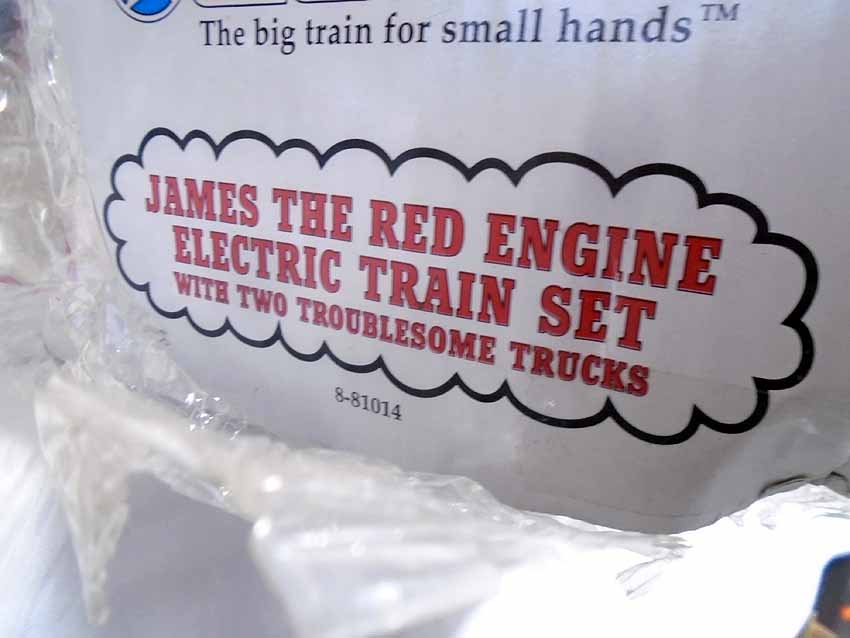 The big train for small hands™
JAMES THE RED ENGINE
ELECTRIC TRAIN SET
WITH TWO TROUBLESOME TRUCKS
8-81014